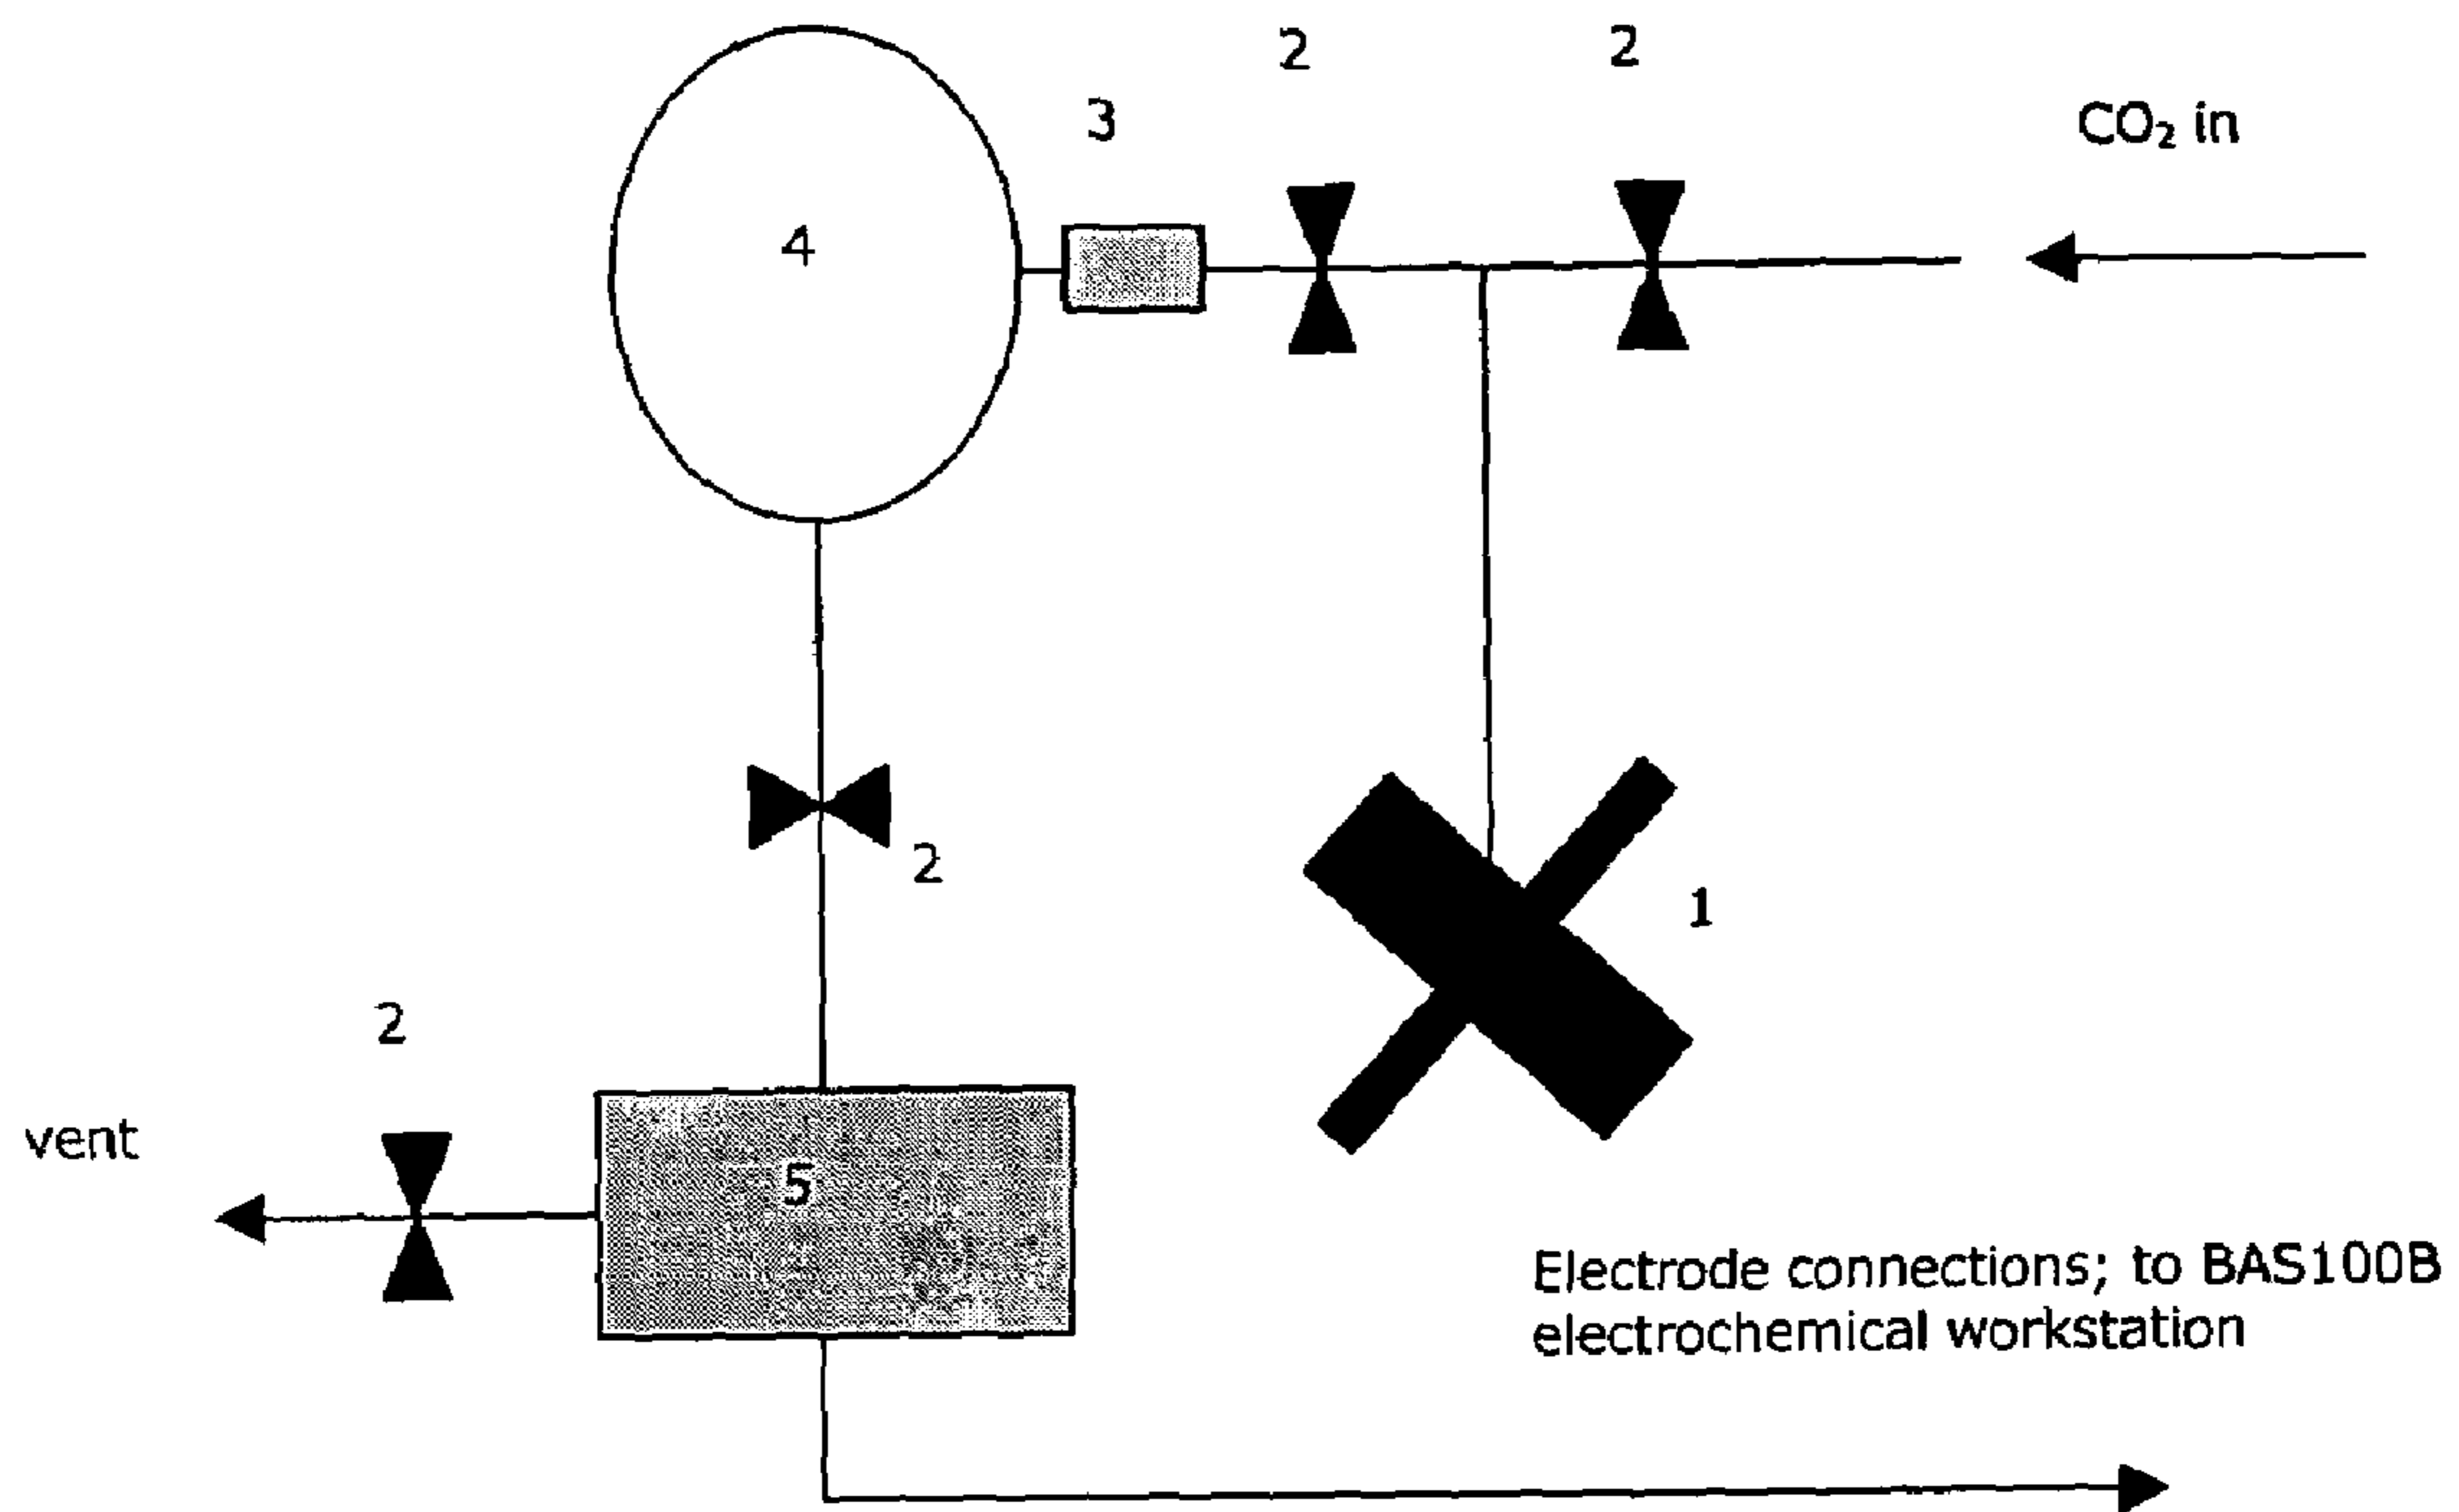 2
2
3
CO₂ in
4
2
1
2
vent
5
Electrode connections; to BAS100B
electrochemical workstation